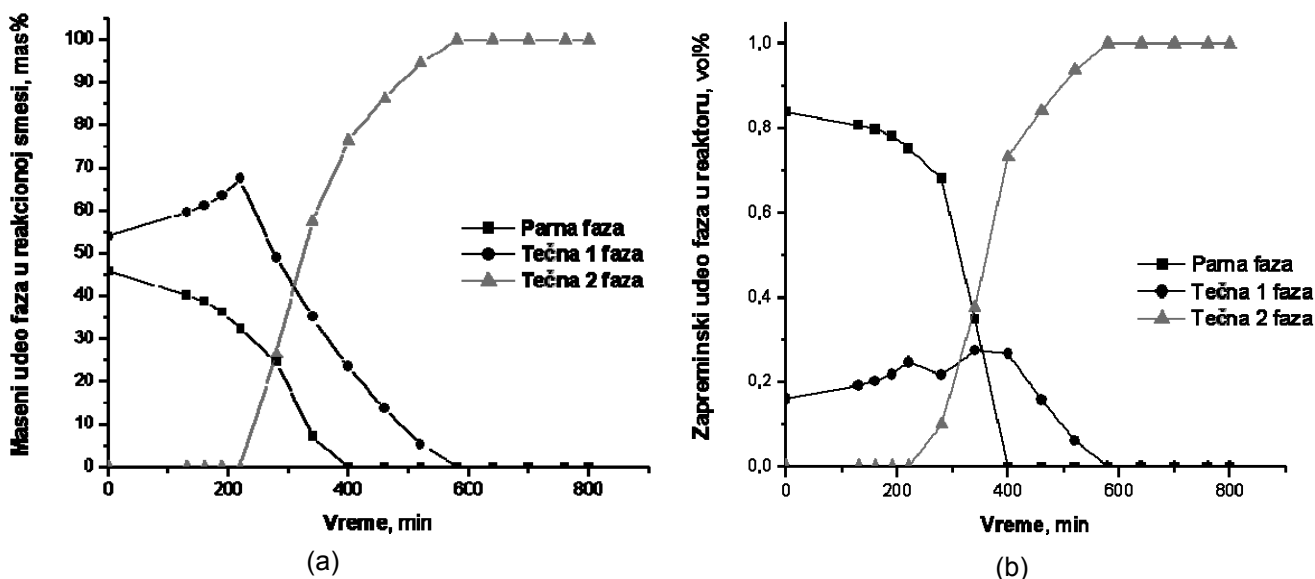 Maseni udeo faza u reakcionoj smesi, mas%
100
90
80
70
60
50
40
30
20
10
0
0
200
400
600
800
Vreme, min
Parna faza
Tečna 1 faza
Tečna 2 faza
(a)
Zapreminski udeo faza u reaktoru, vol%
1,0
0,8
0,6
0,4
0,2
0,0
0
200
400
600
800
Vreme, min
Parna faza
Tečna 1 faza
Tečna 2 faza
(b)